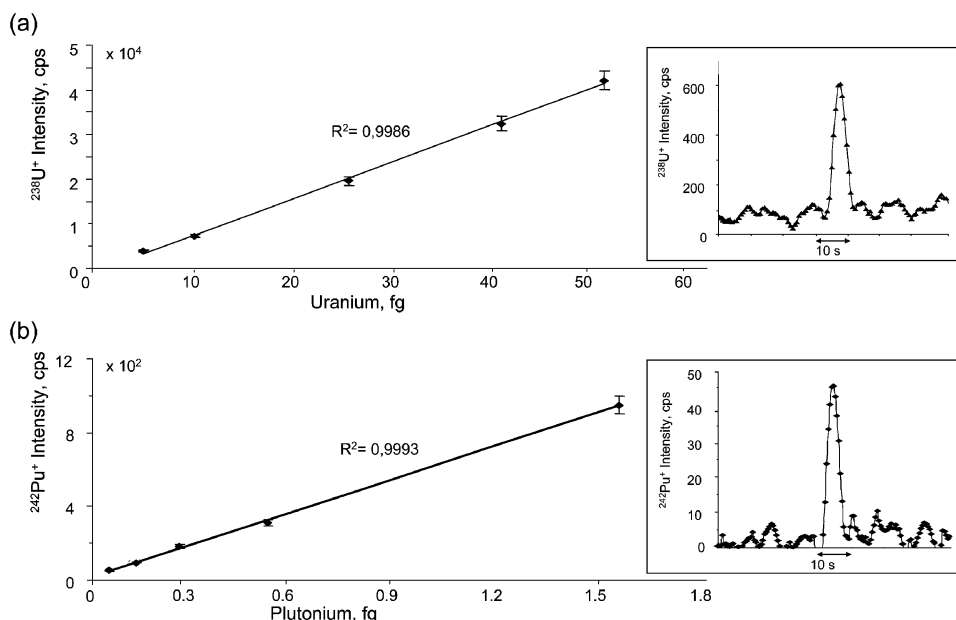 (a)
x 10⁴
5
4
3
2
1
0
²³⁸U⁺ Intensity, cps
R²= 0,9986
0 10 20 30 40 50 60
Uranium, fg
600
400
200
0
²³⁸U⁺ Intensity, cps
10 s
(b)
x 10²
12
8
4
0
²⁴²Pu⁺ Intensity, cps
R²= 0,9993
0 0.3 0.6 0.9 1.2 1.5 1.8
Plutonium, fg
50
40
30
20
10
0
²⁴²Pu⁺ Intensity, cps
10 s